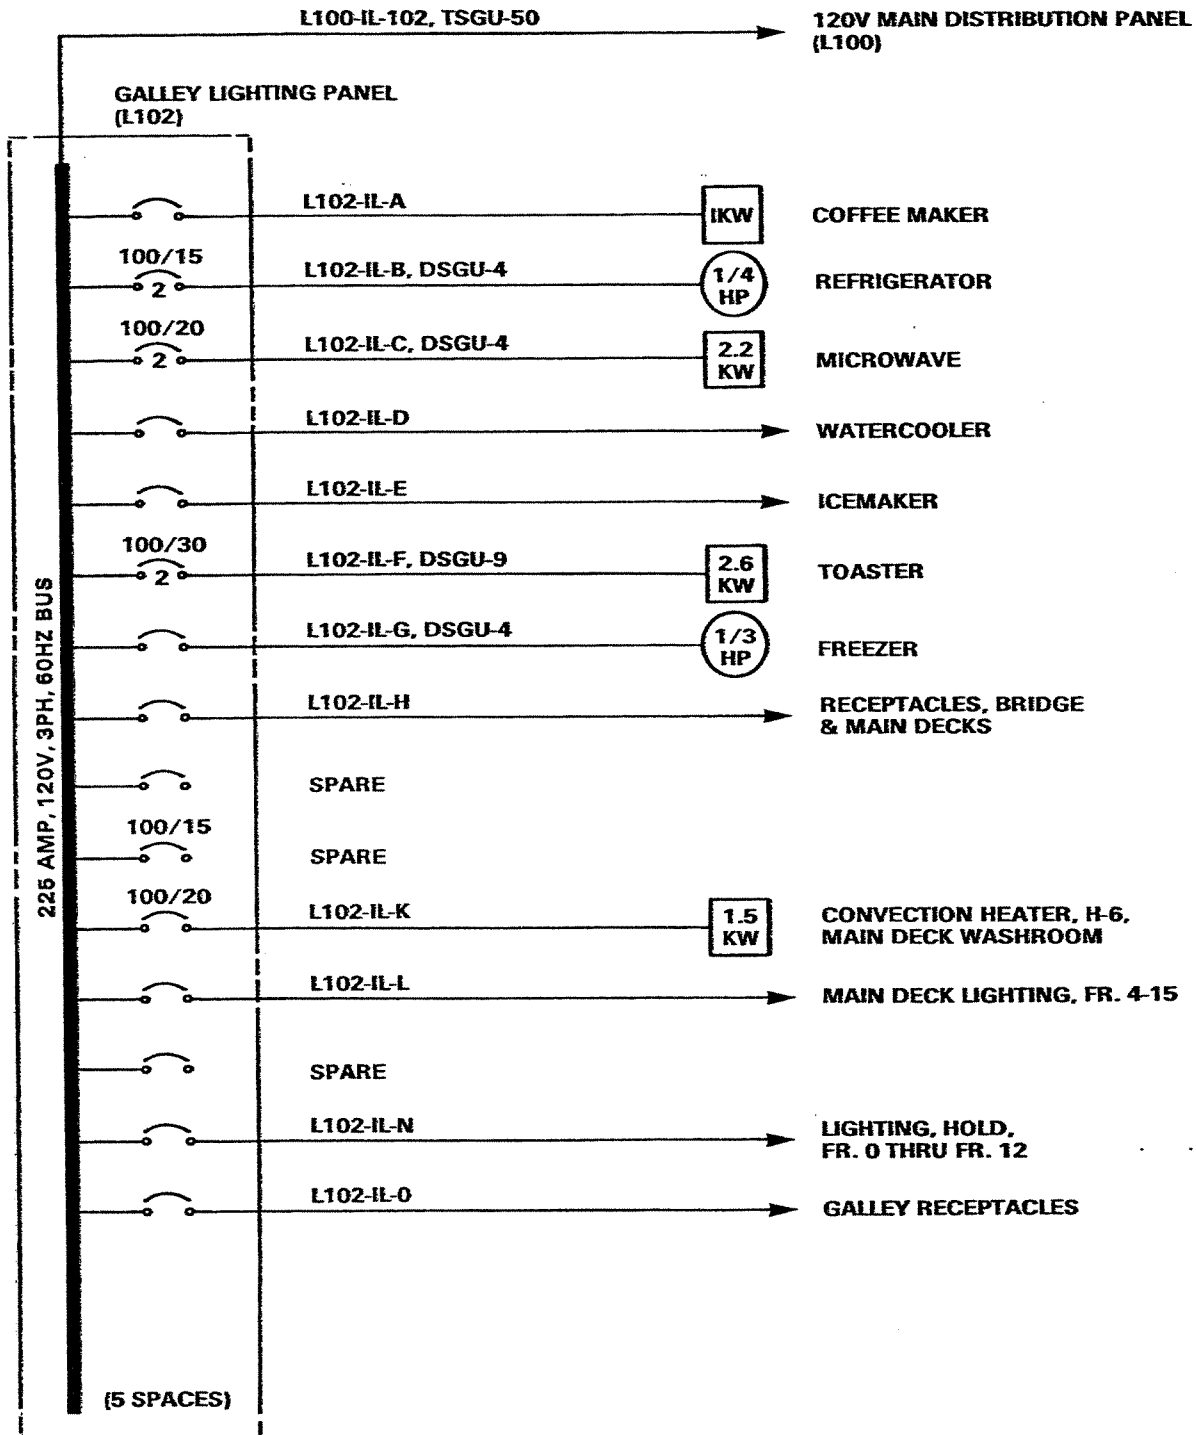 L100-IL-102, TSGU-50
120V MAIN DISTRIBUTION PANEL
(L100)
GALLEY LIGHTING PANEL
(L102)
225 AMP, 120V, 3PH, 60HZ BUS
L102-IL-A
IKW
COFFEE MAKER
100/15
2
L102-IL-B, DSGU-4
1/4
HP
REFRIGERATOR
100/20
2
L102-IL-C, DSGU-4
2.2
KW
MICROWAVE
L102-IL-D
WATERCOOLER
L102-IL-E
ICEMAKER
100/30
2
L102-IL-F, DSGU-9
2.6
KW
TOASTER
L102-IL-G, DSGU-4
1/3
HP
FREEZER
L102-IL-H
RECEPTACLES, BRIDGE
& MAIN DECKS
SPARE
100/15
SPARE
100/20
L102-IL-K
1.5
KW
CONVECTION HEATER, H-6,
MAIN DECK WASHROOM
L102-IL-L
MAIN DECK LIGHTING, FR. 4-15
SPARE
L102-IL-N
LIGHTING, HOLD,
FR. 0 THRU FR. 12
L102-IL-0
GALLEY RECEPTACLES
(5 SPACES)